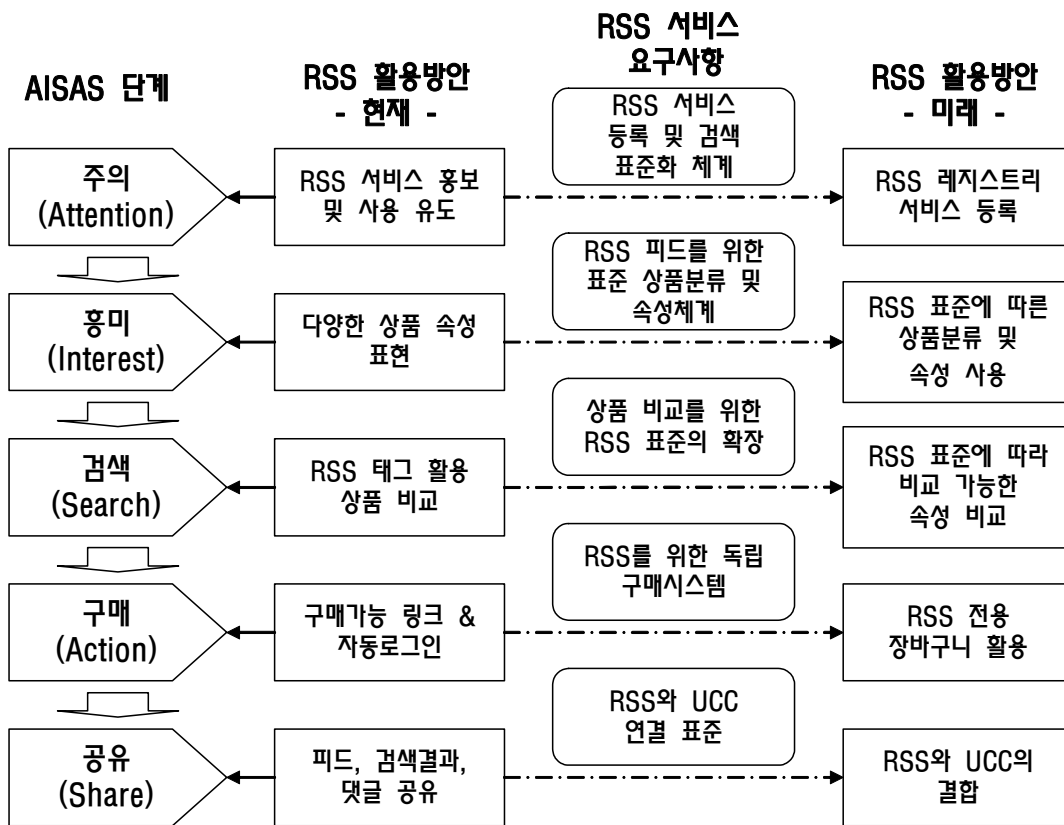 AISAS 단계
RSS 활용방안
- 현재 -
RSS 서비스
요구사항
RSS 활용방안
- 미래 -
주의
(Attention)
RSS 서비스 홍보
및 사용 유도
RSS 서비스
등록 및 검색
표준화 체계
RSS 레지스트리
서비스 등록
흥미
(Interest)
다양한 상품 속성
표현
RSS 피드를 위한
표준 상품분류 및
속성체계
RSS 표준에 따른
상품분류 및
속성 사용
검색
(Search)
RSS 태그 활용
상품 비교
상품 비교를 위한
RSS 표준의 확장
RSS 표준에 따라
비교 가능한
속성 비교
구매
(Action)
구매가능 링크 &
자동로그인
RSS를 위한 독립
구매시스템
RSS 전용
장바구니 활용
공유
(Share)
피드, 검색결과,
댓글 공유
RSS와 UCC
연결 표준
RSS와 UCC의
결합